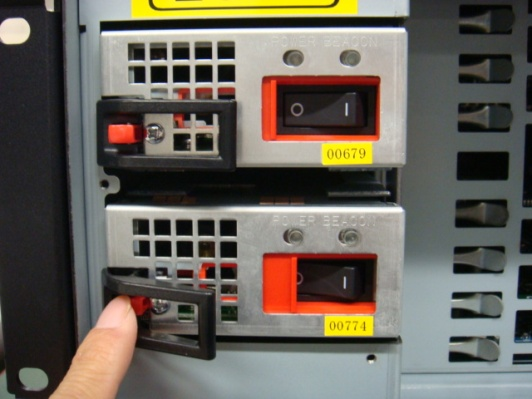 POWER BEACON
O I
00679
POWER BEACON
I
00774